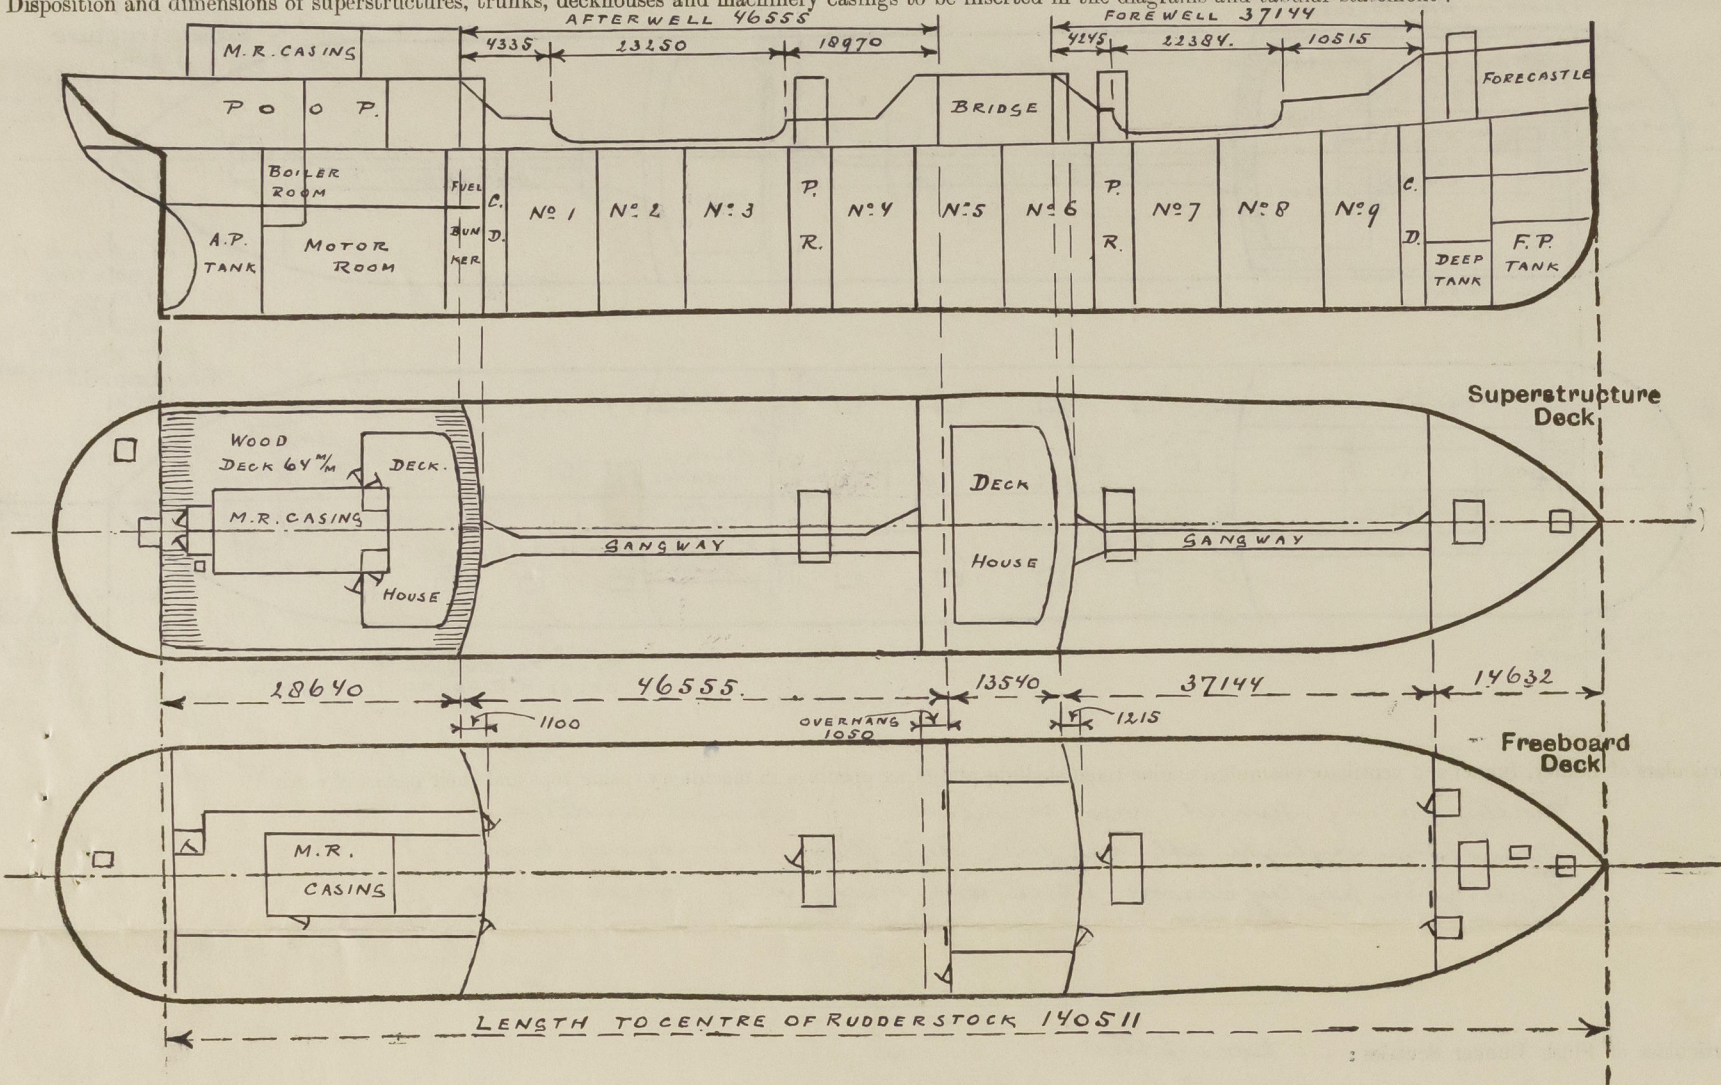 Disposition and dimensions of superstructures, trunks, deckhouses and machinery casings to be inserted in the diagrams and tabular statement :
AFTERWELL 46555
FOREWELL 37144
4335 23250 18970
4245 22384. 10515
M.R. CASING
FORECASTLE
P O O P.
BRIDGE
BOILER
ROOM
FUEL
BUN
KER
C.
D.
No 1 No 2 No 3
P.
R.
No 4 No 5 No 6
P.
R.
No 7 No 8 No 9
C.
D.
A.P.
TANK
MOTOR
ROOM
DEEP
TANK
F.P.
TANK
Superstructure
Deck
WOOD
DECK 64 M/M
DECK.
HOUSE
M.R. CASING
GANGWAY
DECK
HOUSE
GANGWAY
28640 46555. 13540 37144 14632
1100
OVERHANG
1050
1215
Freeboard
Deck
M.R.
CASING
LENGTH TO CENTRE OF RUDDERSTOCK 140511